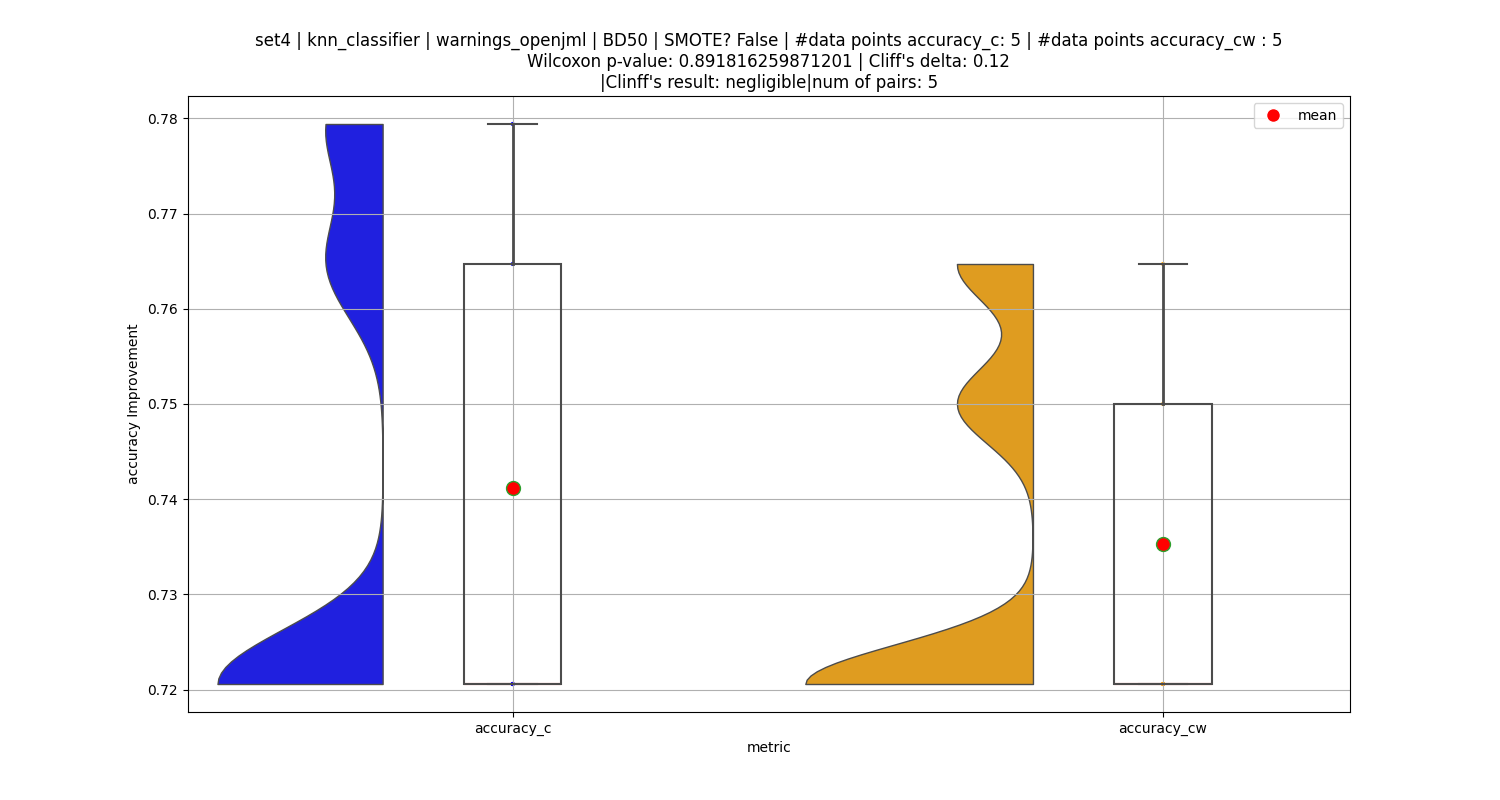 set4 | knn_classifier | warnings_openjml | BD50 | SMOTE? False | #data points accuracy_c: 5 | #data points accuracy_cw : 5
Wilcoxon p-value: 0.891816259871201 | Cliff's delta: 0.12
|Clinff's result: negligible|num of pairs: 5
mean
0.78
0.77
0.76
0.75
0.74
0.73
0.72
accuracy Improvement
accuracy_c
accuracy_cw
metric